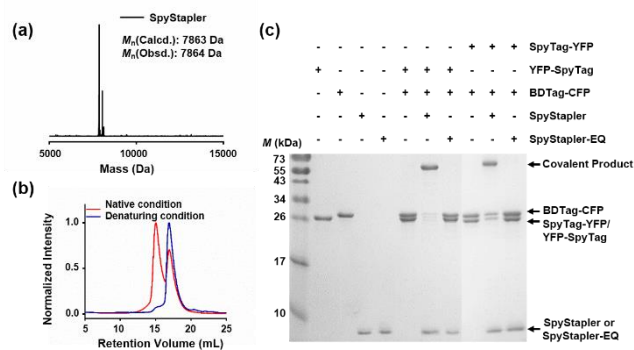 (a)
SpyStapler
Mn(Calcd.): 7863 Da
Mn(Obsd.): 7864 Da
5000 10000 15000
Mass (Da)
(b)
Native condition
Denaturing condition
Normalized Intensity
1.0
0.5
0.0
5 10 15 20 25
Retention Volume (mL)
(c)
- - - - - - - + + + SpyTag-YFP
+ - - - + + + - - - YFP-SpyTag
- + - - + + + + + + BDTag-CFP
- - + - - + - - + - SpyStapler
- - - + - - + - - + SpyStapler-EQ
M (kDa)
73
55
43
34
26
17
10
Covalent Product
BDTag-CFP
SpyTag-YFP/
YFP-SpyTag
SpyStapler or
SpyStapler-EQ